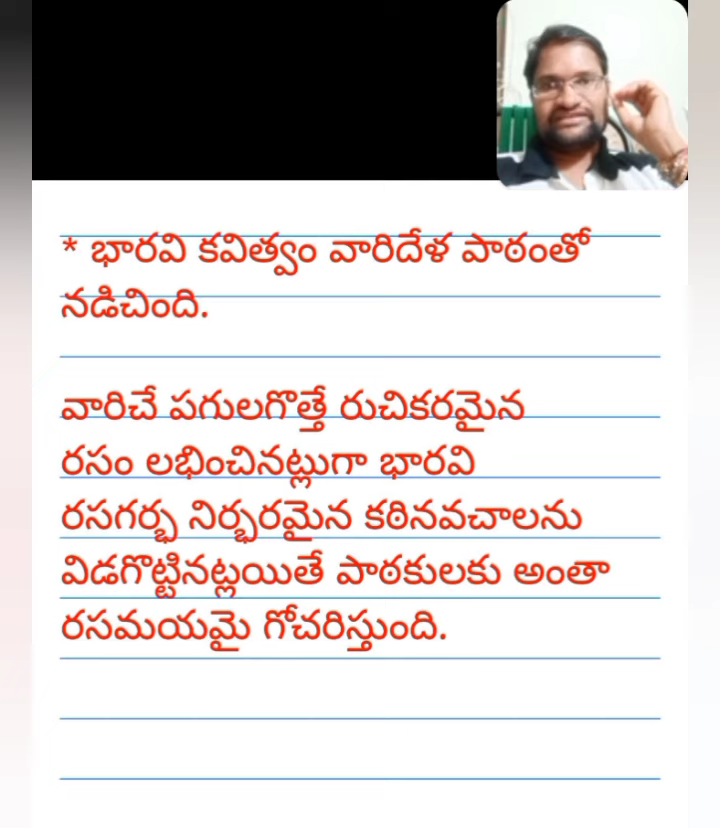 * భారవి కవిత్వం వారిదేళ పాఠంతో
నడిచింది.
వారిచే పగులగొత్తే రుచికరమైన
రసం లభించినట్లుగా భారవి
రసగర్భ నిర్భరమైన కఠినవచాలను
విడగొట్టినట్లయితే పాఠకులకు అంతా
రసమయమై గోచరిస్తుంది.